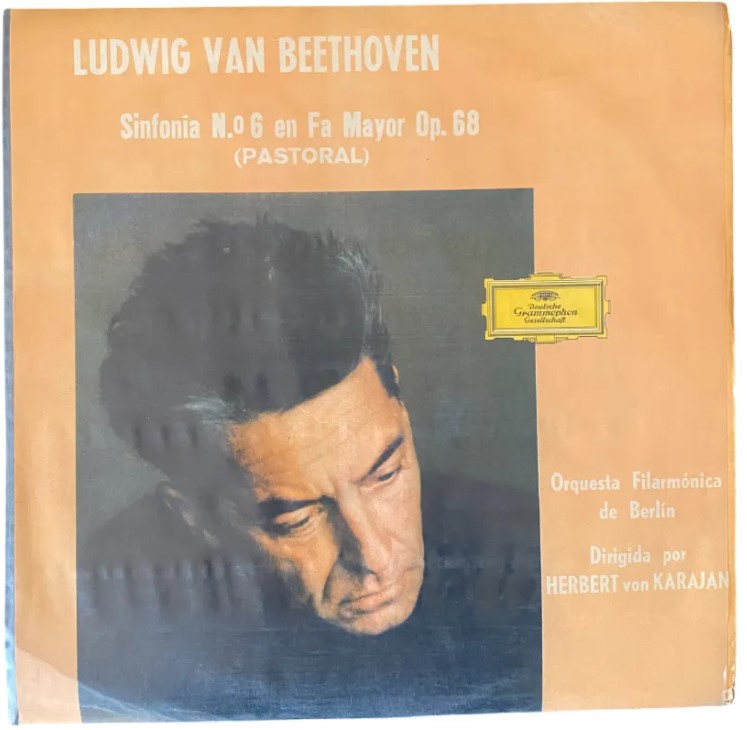 LUDWIG VAN BEETHOVEN
Sinfonía N.º 6 en Fa Mayor Op. 68
(PASTORAL)
Deutsche
Grammophon
Gesellschaft
Orquesta Filarmónica
de Berlín
Dirigida por
HERBERT von KARAJAN